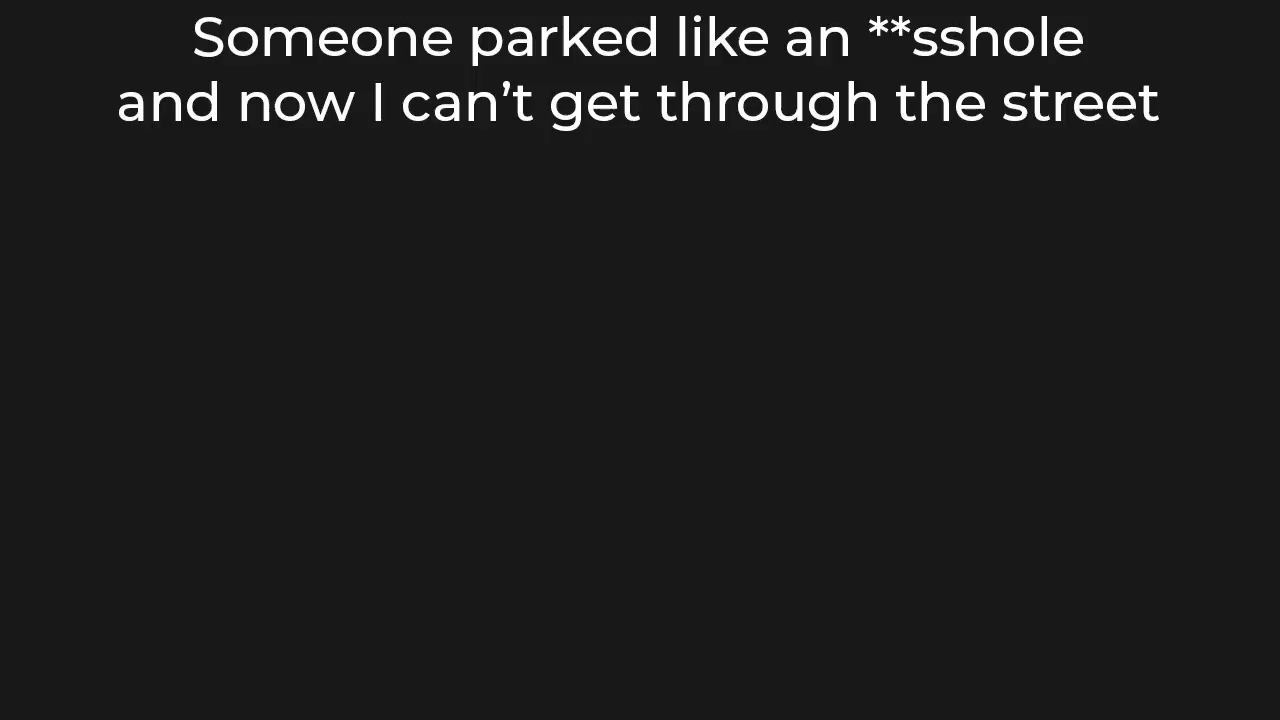 Someone parked like an **sshole
and now I can’t get through the street